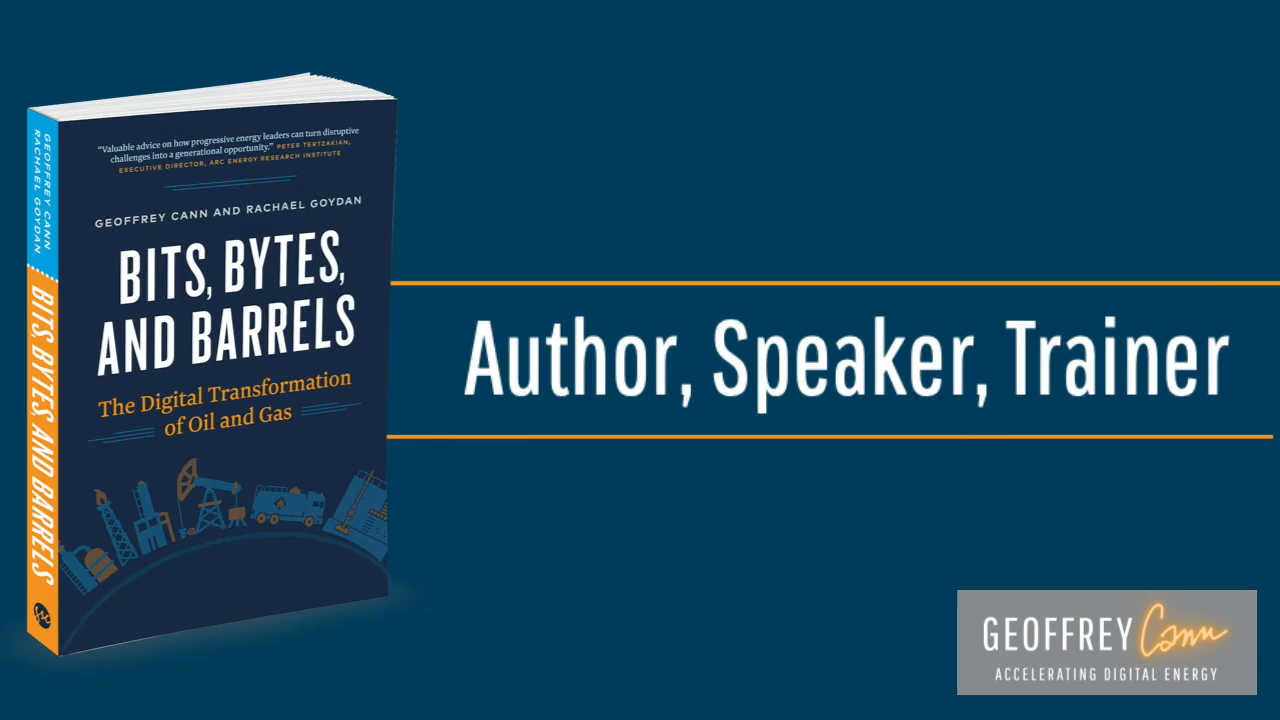 "Valuable advice on how progressive energy leaders can turn disruptive
challenges into a generational opportunity." PETER TERTZAKIAN,
EXECUTIVE DIRECTOR, ARC ENERGY RESEARCH INSTITUTE
GEOFFREY CANN AND RACHAEL GOYDAN
BITS, BYTES,
AND BARRELS
The Digital Transformation
of Oil and Gas
GEOFFREY CANN
RACHAEL GOYDAN
BITS, BYTES, AND BARRELS
Author, Speaker, Trainer
GEOFFREY Cann
ACCELERATING DIGITAL ENERGY